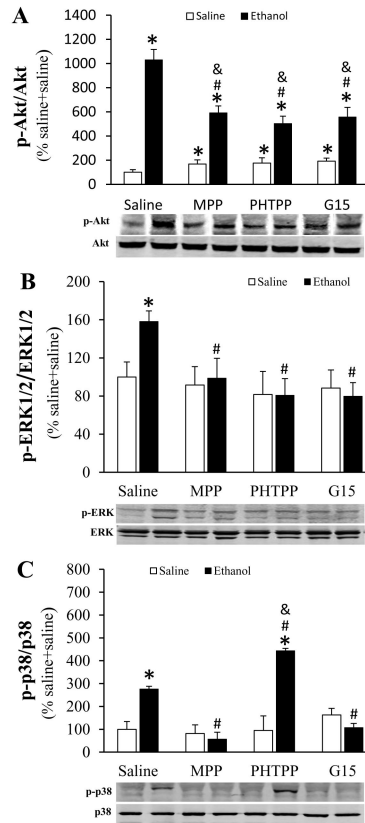 A
Saline Ethanol
p-Akt/Akt
(% saline+saline)
1400
1200
1000
800
600
400
200
0
*
* & # *
* & # *
* & # *
Saline MPP PHTPP G15
p-Akt
Akt
B
Saline Ethanol
p-ERK1/2/ERK1/2
(% saline+saline)
200
160
120
80
40
0
*
# # #
Saline MPP PHTPP G15
p-ERK
ERK
C
Saline Ethanol
p-p38/p38
(% saline+saline)
800
700
600
500
400
300
200
100
0
*
#
& # *
#
Saline MPP PHTPP G15
p-p38
p38